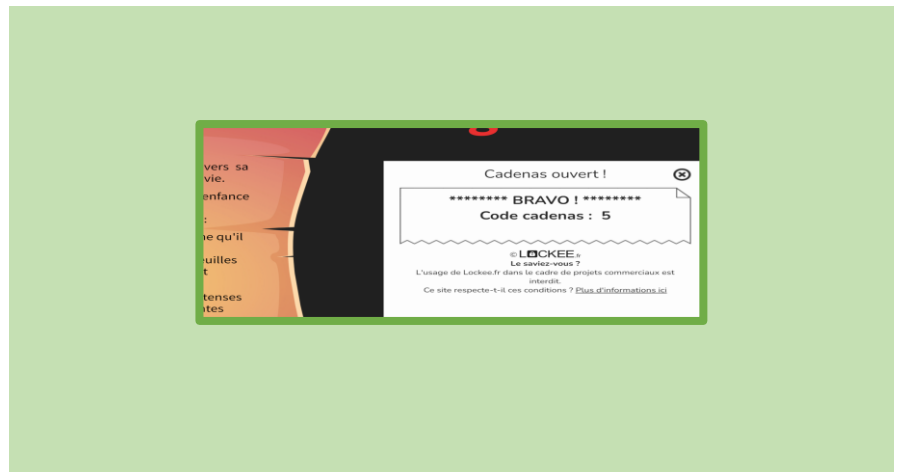 vers sa
vie.
enfance
:
ne qu'il
uilles
t
tenses
ntes
Cadenas ouvert !
******** BRAVO ! ********
Code cadenas : 5
© LOCKEE.fr
Le saviez-vous ?
L'usage de Lockee.fr dans le cadre de projets commerciaux est
interdit.
Ce site respecte-t-il ces conditions ? Plus d'informations ici